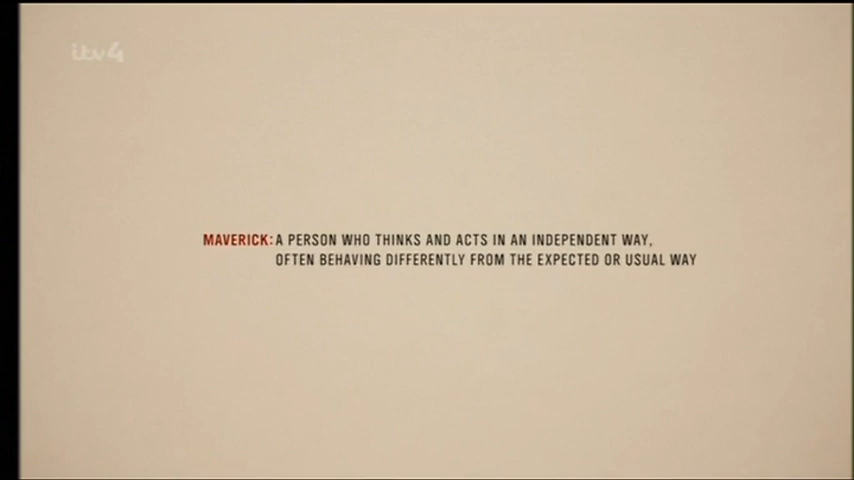 itv4
MAVERICK: A PERSON WHO THINKS AND ACTS IN AN INDEPENDENT WAY,
OFTEN BEHAVING DIFFERENTLY FROM THE EXPECTED OR USUAL WAY